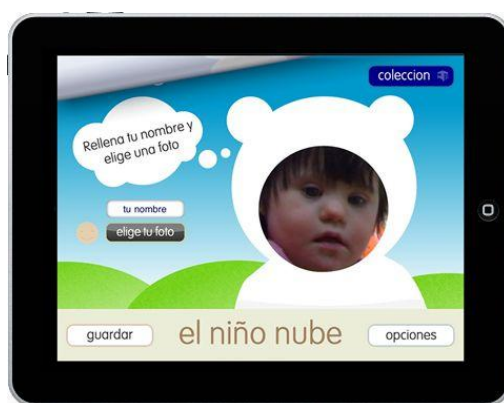 coleccion
Rellena tu nombre y
elige una foto
tu nombre
elige tu foto
guardar
el niño nube
opciones